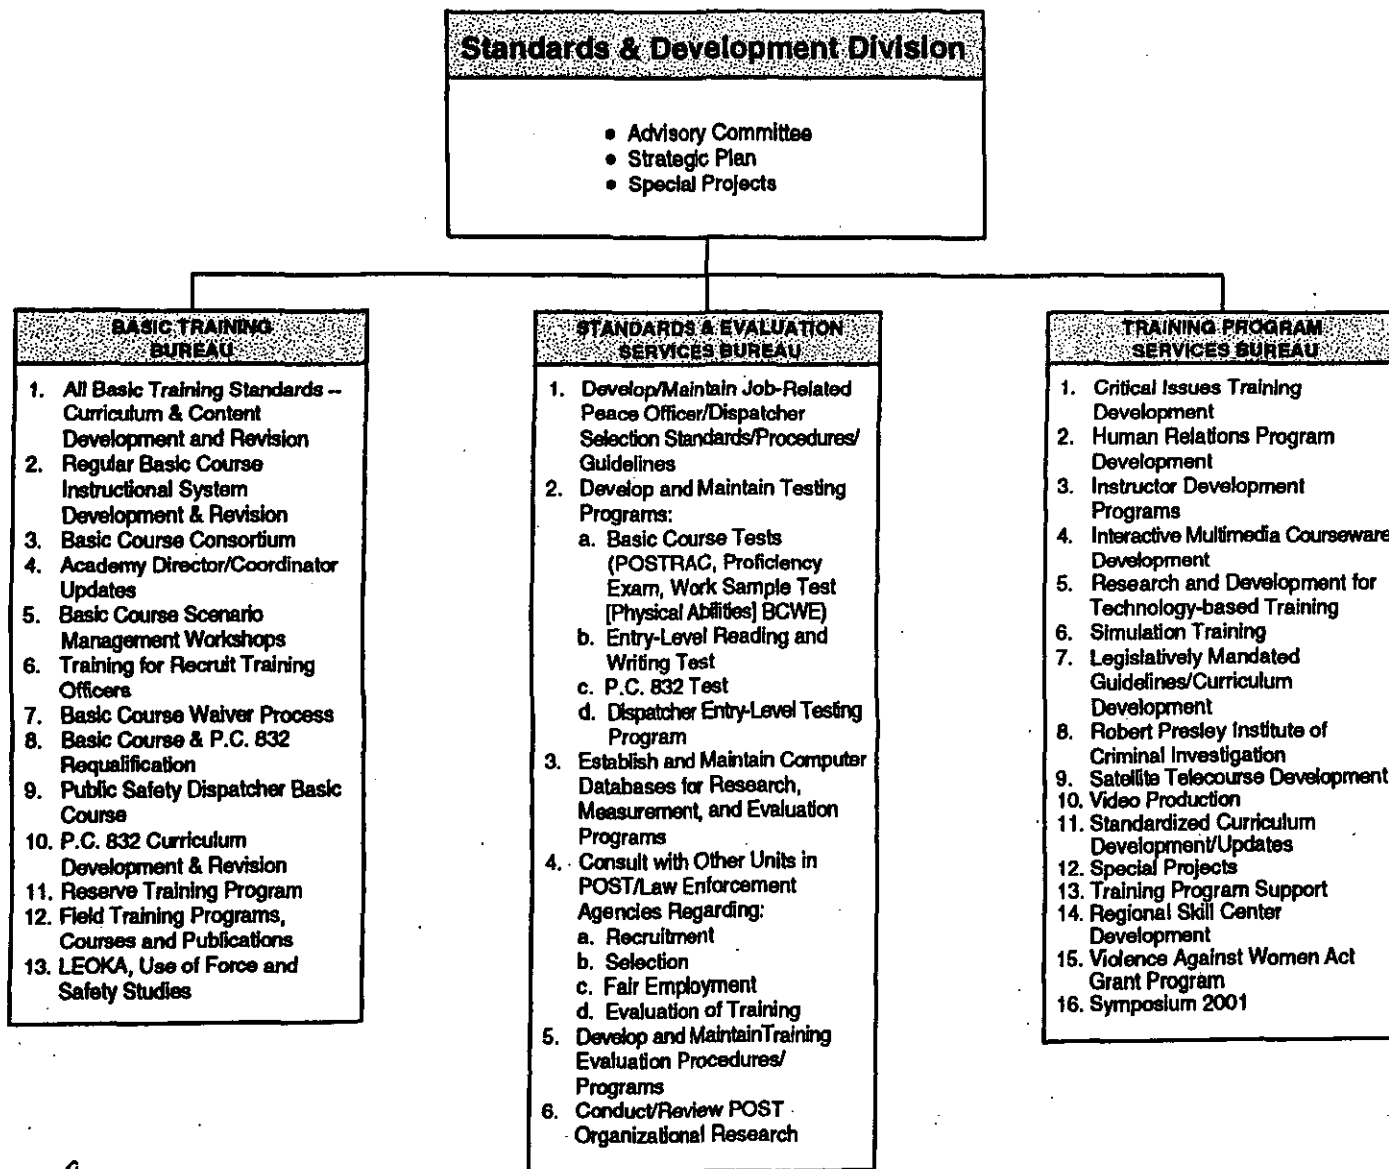 Standards & Development Division
• Advisory Committee
• Strategic Plan
• Special Projects
BASIC TRAINING
BUREAU
1. All Basic Training Standards –
Curriculum & Content
Development and Revision
2. Regular Basic Course
Instructional System
Development & Revision
3. Basic Course Consortium
4. Academy Director/Coordinator
Updates
5. Basic Course Scenario
Management Workshops
6. Training for Recruit Training
Officers
7. Basic Course Waiver Process
8. Basic Course & P.C. 832
Requalification
9. Public Safety Dispatcher Basic
Course
10. P.C. 832 Curriculum
Development & Revision
11. Reserve Training Program
12. Field Training Programs,
Courses and Publications
13. LEOKA, Use of Force and
Safety Studies
STANDARDS & EVALUATION
SERVICES BUREAU
1. Develop/Maintain Job-Related
Peace Officer/Dispatcher
Selection Standards/Procedures/
Guidelines
2. Develop and Maintain Testing
Programs:
a. Basic Course Tests
(POSTRAC, Proficiency
Exam, Work Sample Test
[Physical Abilities] BCWE)
b. Entry-Level Reading and
Writing Test
c. P.C. 832 Test
d. Dispatcher Entry-Level Testing
Program
3. Establish and Maintain Computer
Databases for Research,
Measurement, and Evaluation
Programs
4. Consult with Other Units in
POST/Law Enforcement
Agencies Regarding:
a. Recruitment
b. Selection
c. Fair Employment
d. Evaluation of Training
5. Develop and MaintainTraining
Evaluation Procedures/
Programs
6. Conduct/Review POST
Organizational Research
TRAINING PROGRAM
SERVICES BUREAU
1. Critical Issues Training
Development
2. Human Relations Program
Development
3. Instructor Development
Programs
4. Interactive Multimedia Courseware
Development
5. Research and Development for
Technology-based Training
6. Simulation Training
7. Legislatively Mandated
Guidelines/Curriculum
Development
8. Robert Presley Institute of
Criminal Investigation
9. Satellite Telecourse Development
10. Video Production
11. Standardized Curriculum
Development/Updates
12. Special Projects
13. Training Program Support
14. Regional Skill Center
Development
15. Violence Against Women Act
Grant Program
16. Symposium 2001